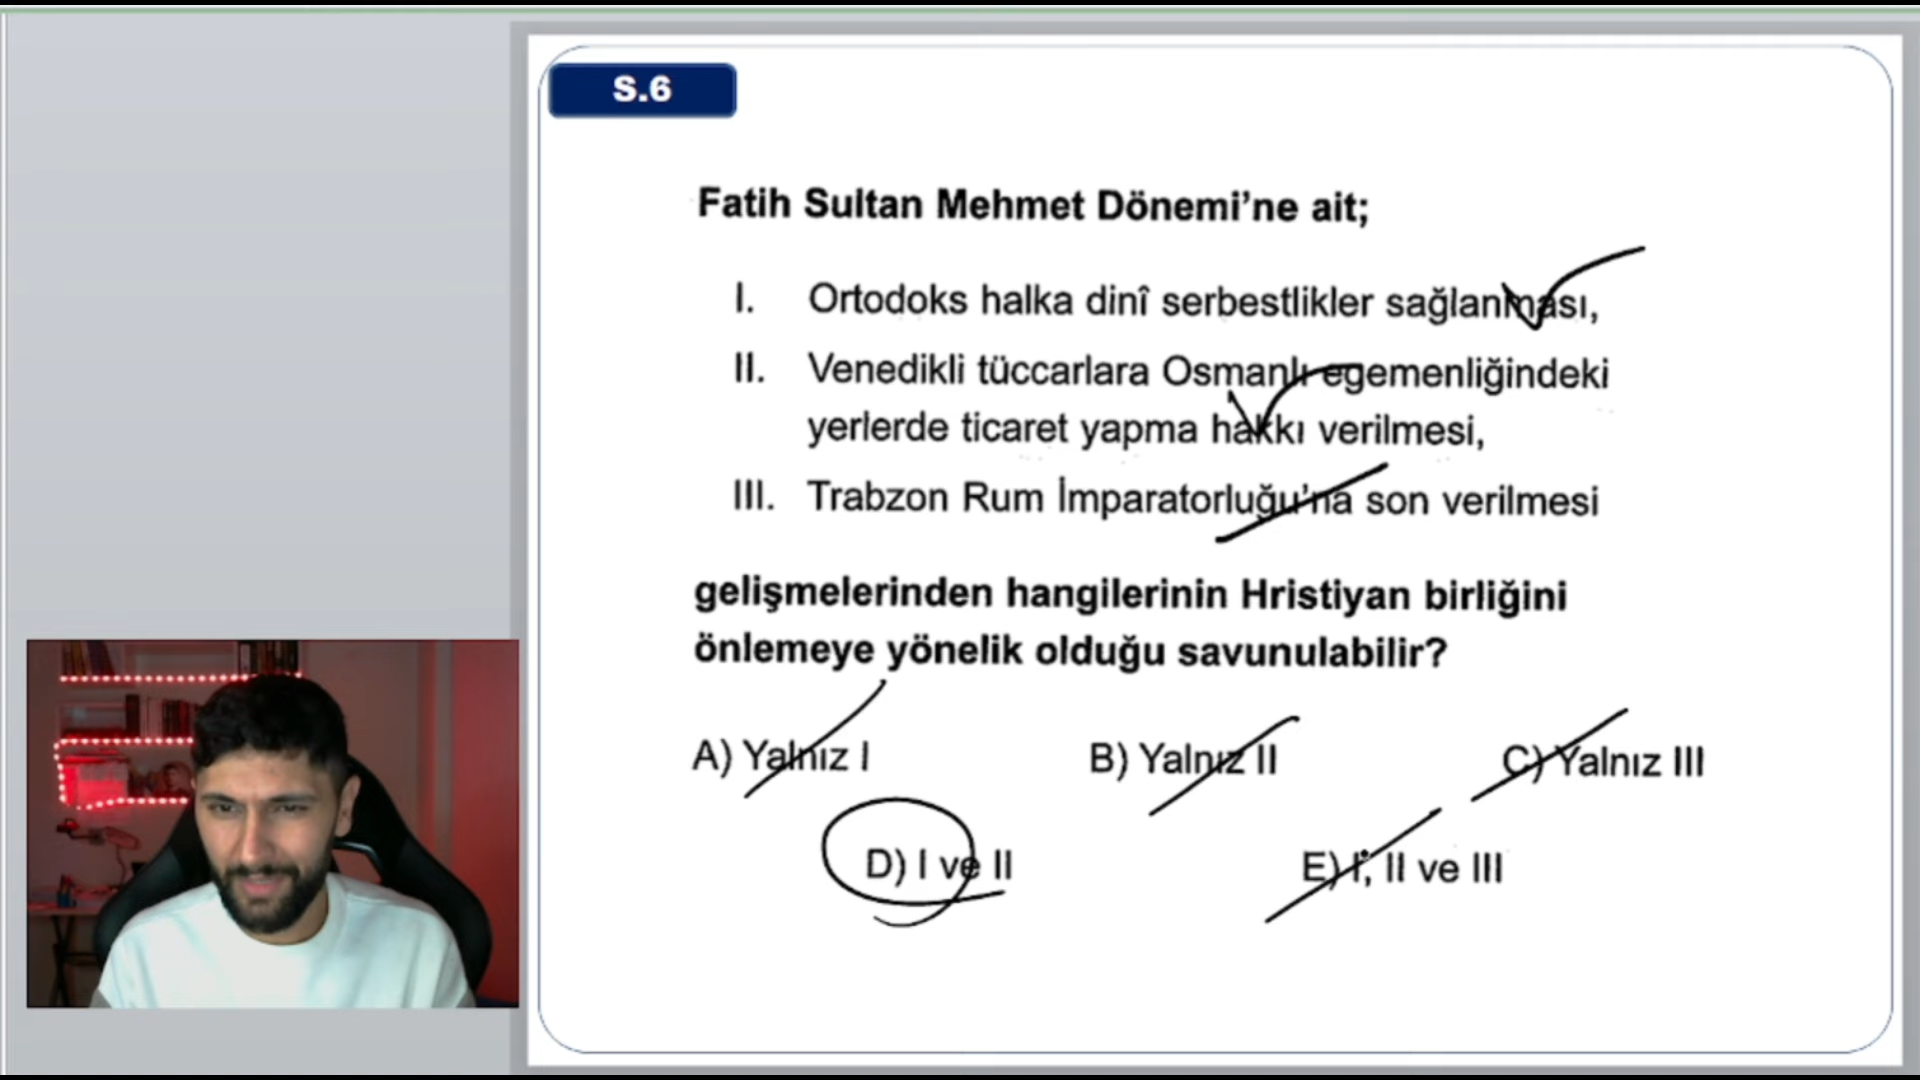 S.6
Fatih Sultan Mehmet Dönemi’ne ait;
I. Ortodoks halka dinî serbestlikler sağlanması,
II. Venedikli tüccarlara Osmanlı egemenliğindeki
yerlerde ticaret yapma hakkı verilmesi,
III. Trabzon Rum İmparatorluğu’na son verilmesi
gelişmelerinden hangilerinin Hristiyan birliğini
önlemeye yönelik olduğu savunulabilir?
A) Yalnız I B) Yalnız II C) Yalnız III
D) I ve II E) I, II ve III